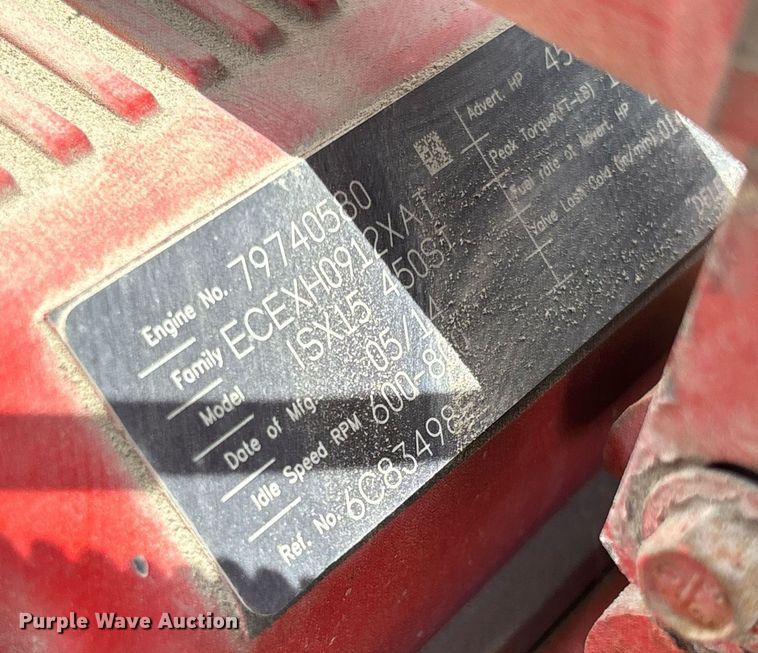 Engine No. 79740580
Family ECEXH0912XAT
Model ISX15 450ST
Date of Mfg. 05/14
Idle Speed RPM 600-800
Ref. No. 6C83498
Advert. HP
Peak Torque(FT-LB)
Fuel rate at Advert. HP
Valve Lash Cold (in/mm)
Purple Wave Auction